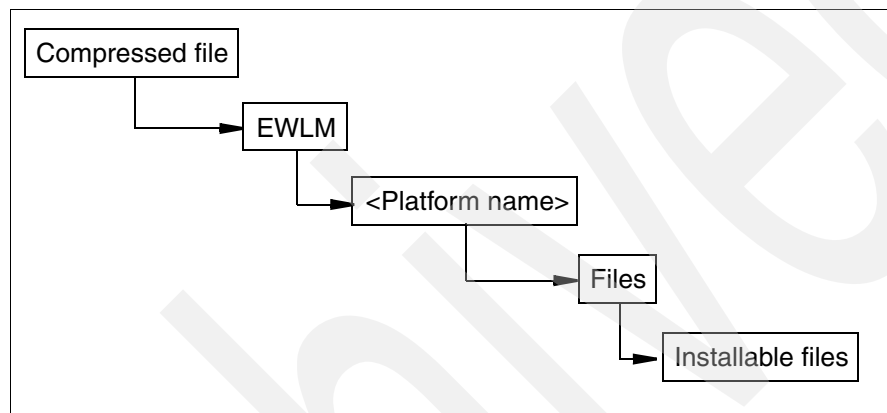 Compressed file
EWLM
<Platform name>
Files
Installable files